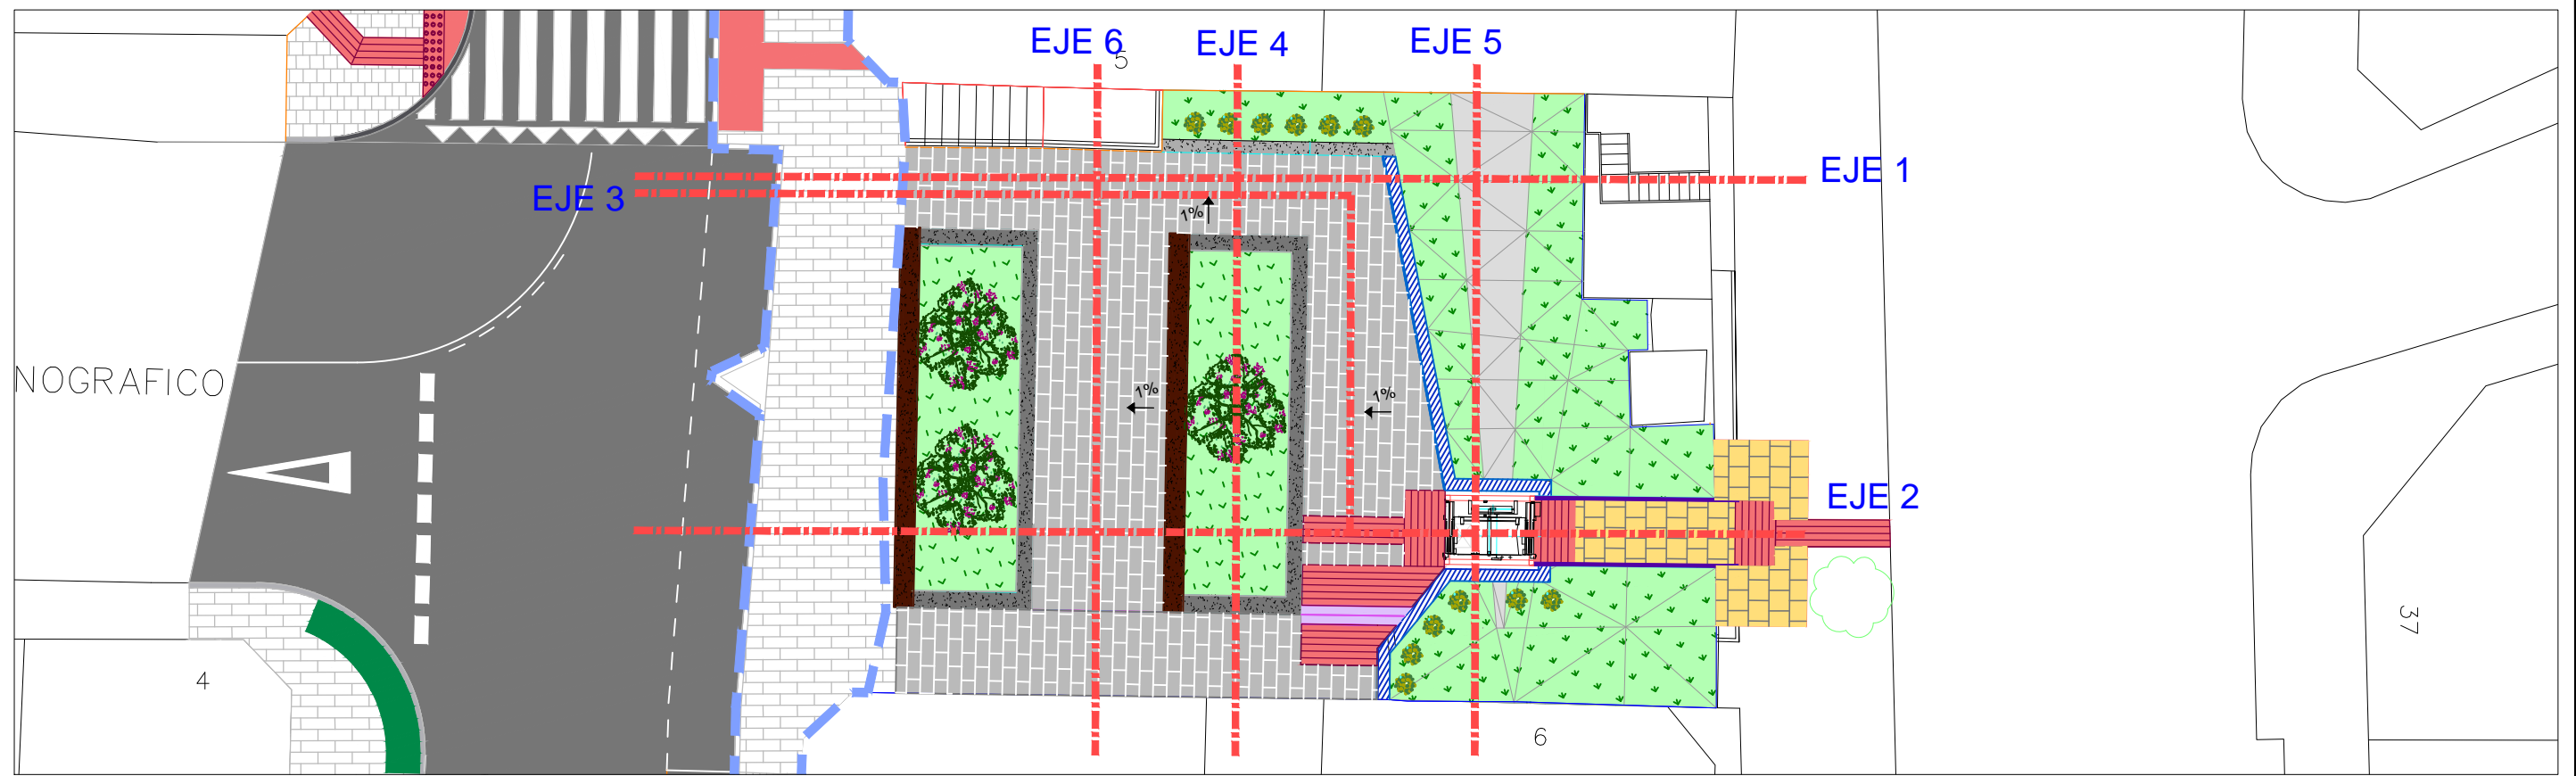 EJE 6
EJE 4
EJE 5
5
EJE 1
EJE 3
1%
NOGRAFICO
1%
1%
EJE 2
37
4
6